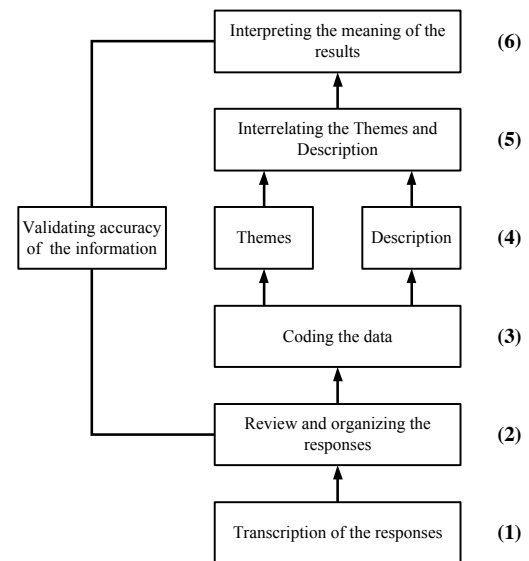 Interpreting the meaning of the
results
(6)
Interrelating the Themes and
Description
(5)
Validating accuracy
of  the information
Themes
Description
(4)
Coding the data
(3)
Review and organizing the
responses
(2)
Transcription of the responses
(1)